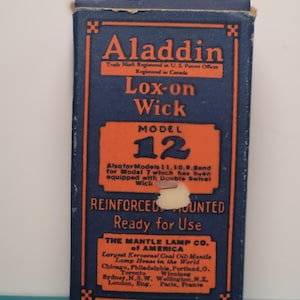 Aladdin
Trade Mark Registered in U.S. Patent Office
Registered in Canada
Lox-on
Wick
MODEL
12
Also for Models 11, 10, 9, 8 and
for Model 7 which has been
equipped with Double Swivel
Wick
REINFORCED MOUNTED
Ready for Use
THE MANTLE LAMP CO.
of AMERICA
Largest Kerosene (Coal Oil) Mantle
Lamp House in the World
Chicago, Philadelphia, Portland, O.
Toronto Winnipeg
Sydney, N.S.W. Wellington, N.Z.
London, Eng. Paris, France